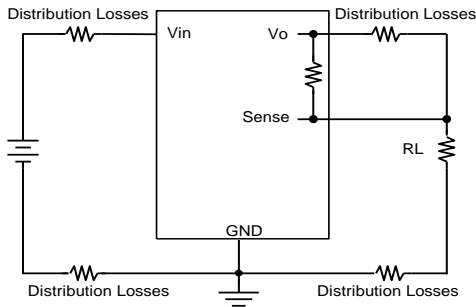 Distribution Losses
Distribution Losses
Vin
Vo
Sense
RL
GND
Distribution Losses
Distribution Losses